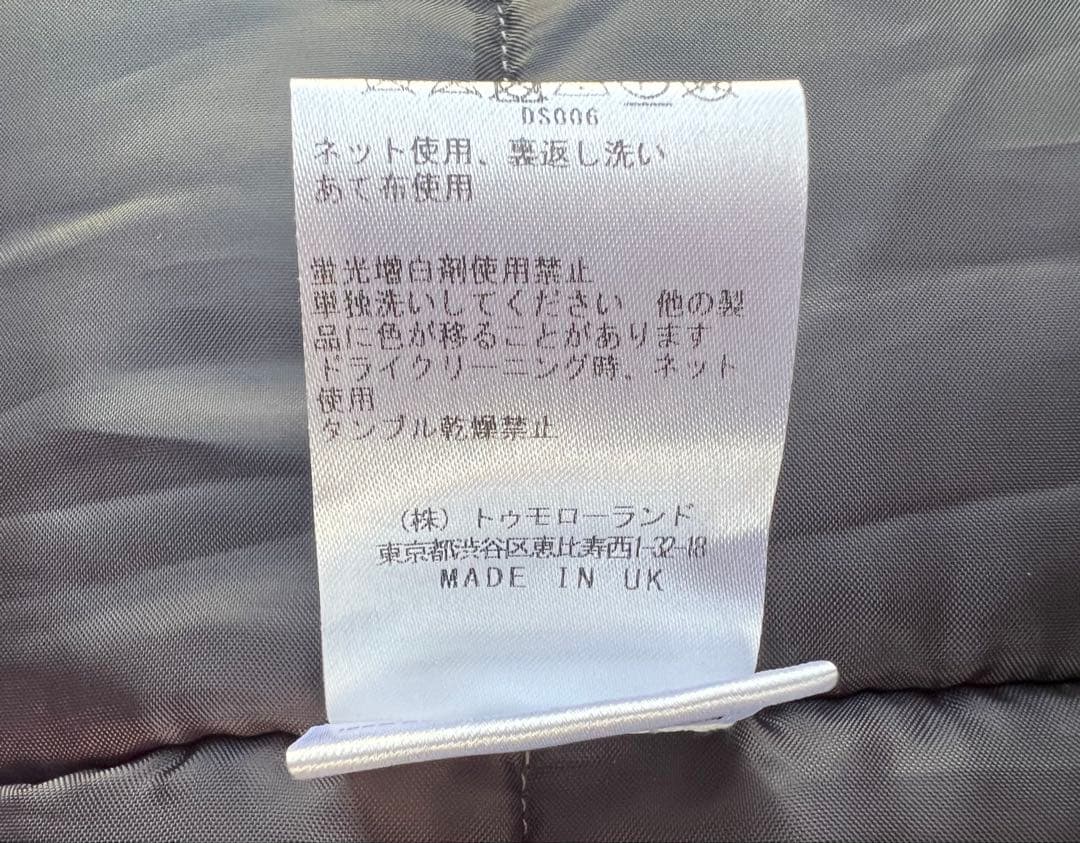 DS006
ネット使用、裏返し洗い
あて布使用
蛍光増白剤使用禁止
単独洗いしてください 他の製
品に色が移ることがあります
ドライクリーニング時、ネット
使用
タンブル乾燥禁止
(株) トゥモローランド
東京都渋谷区恵比寿西1-32-18
MADE IN UK